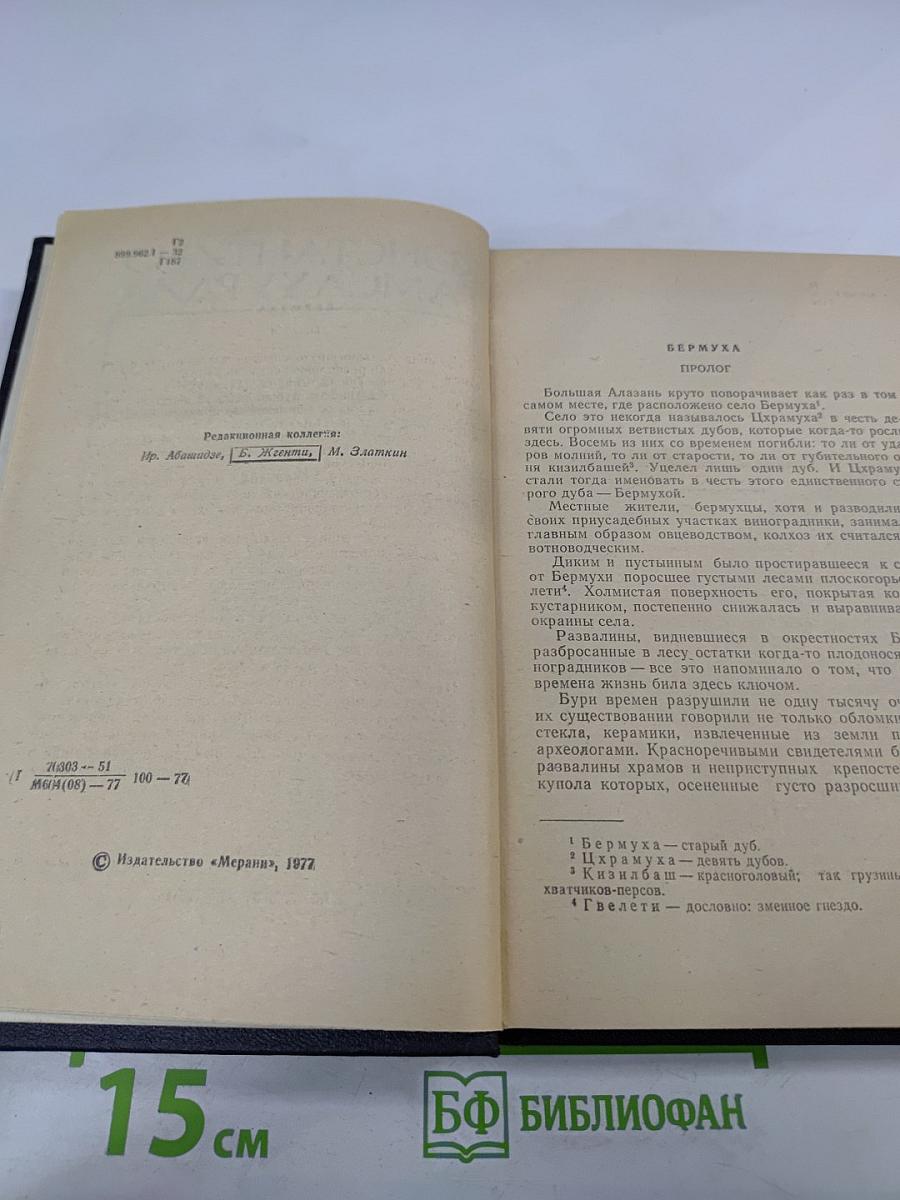 Г2
899.962.1 — 32
Г187
Редакционная коллегия:
Ир. Абашидзе, Б. Жгенти, М. Златкин
70303 — 51
М604(08) — 77
100 — 77
© Издательство «Мерани», 1977
БЕРМУХА
ПРОЛОГ
Большая Алазань круто поворачивает как раз в том
самом месте, где расположено село Бермуха¹.
Село это некогда называлось Цхрамуха² в честь де-
вяти огромных ветвистых дубов, которые когда-то росли
здесь. Восемь из них со временем погибли: то ли от уда-
ров молний, то ли от старости, то ли от губительного о
ня кизилбашей³. Уцелел лишь один дуб. И Цхраму
стали тогда именовать в честь этого единственного с
рого дуба — Бермухой.
Местные жители, бермухцы, хотя и разводили
своих приусадебных участках виноградники, занима
главным образом овцеводством, колхоз их считался
вотноводческим.
Диким и пустынным было простиравшееся к с
от Бермухи поросшее густыми лесами плоскогорь
лети⁴. Холмистая поверхность его, покрытая ко
кустарником, постепенно снижалась и выравнива
окраины села.
Развалины, видневшиеся в окрестностях Б
разбросанные в лесу остатки когда-то плодонося
ноградников — все это напоминало о том, что
времена жизнь била здесь ключом.
Бури времен разрушили не одну тысячу оч
их существовании говорили не только обломки
стекла, керамики, извлеченные из земли п
археологами. Красноречивыми свидетелями б
развалины храмов и неприступных крепосте
купола которых, осененные густо разросши
¹ Бермуха — старый дуб.
² Цхрамуха — девять дубов.
³ Кизилбаш — красноголовый; так грузины
хватчиков-персов.
⁴ Гвелети — дословно: змеиное гнездо.
15 см
БФ БИБЛИОФАН